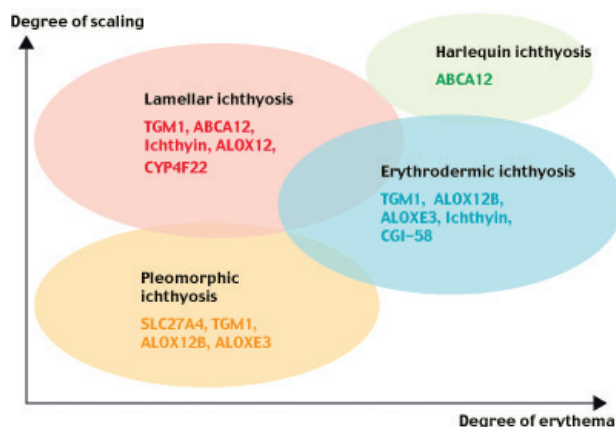 Degree of scaling
Harlequin ichthyosis
ABCA12
Lamellar ichthyosis
TGM1, ABCA12,
Ichthyin, ALOX12,
CYP4F22
Erythrodermic ichthyosis
TGM1, ALOX12B,
ALOXE3, Ichthyin,
CGI-58
Pleomorphic
ichthyosis
SLC27A4, TGM1,
ALOX12B, ALOXE3
Degree of erythema